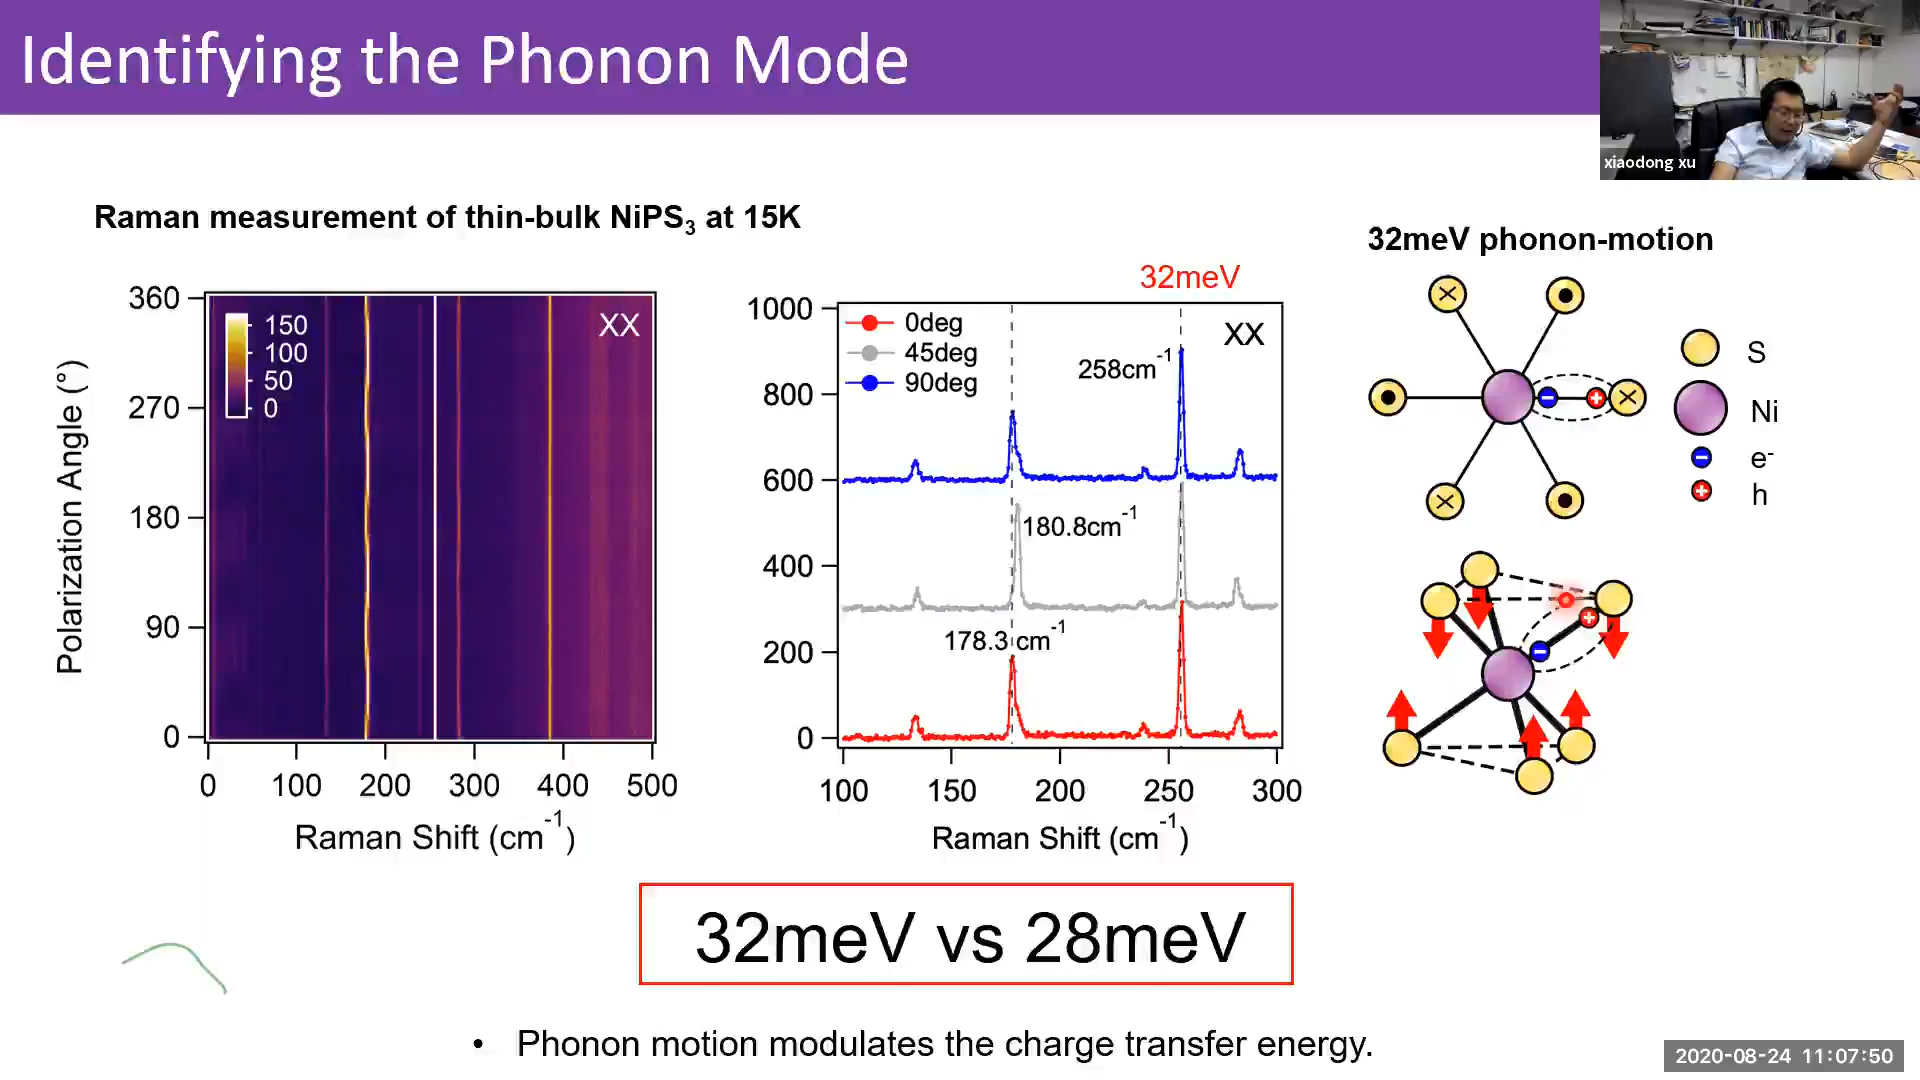 Identifying the Phonon Mode
xiaodong xu
Raman measurement of thin-bulk NiPS3 at 15K
32meV phonon-motion
Polarization Angle (°)
360
270
180
90
0
150
100
50
0
XX
0 100 200 300 400 500
Raman Shift (cm-1)
32meV
1000
800
600
400
200
0
0deg
45deg
90deg
XX
258cm-1
180.8cm-1
178.3 cm-1
100 150 200 250 300
Raman Shift (cm-1)
S
Ni
e-
h
32meV vs 28meV
• Phonon motion modulates the charge transfer energy.
2020-08-24 11:07:50